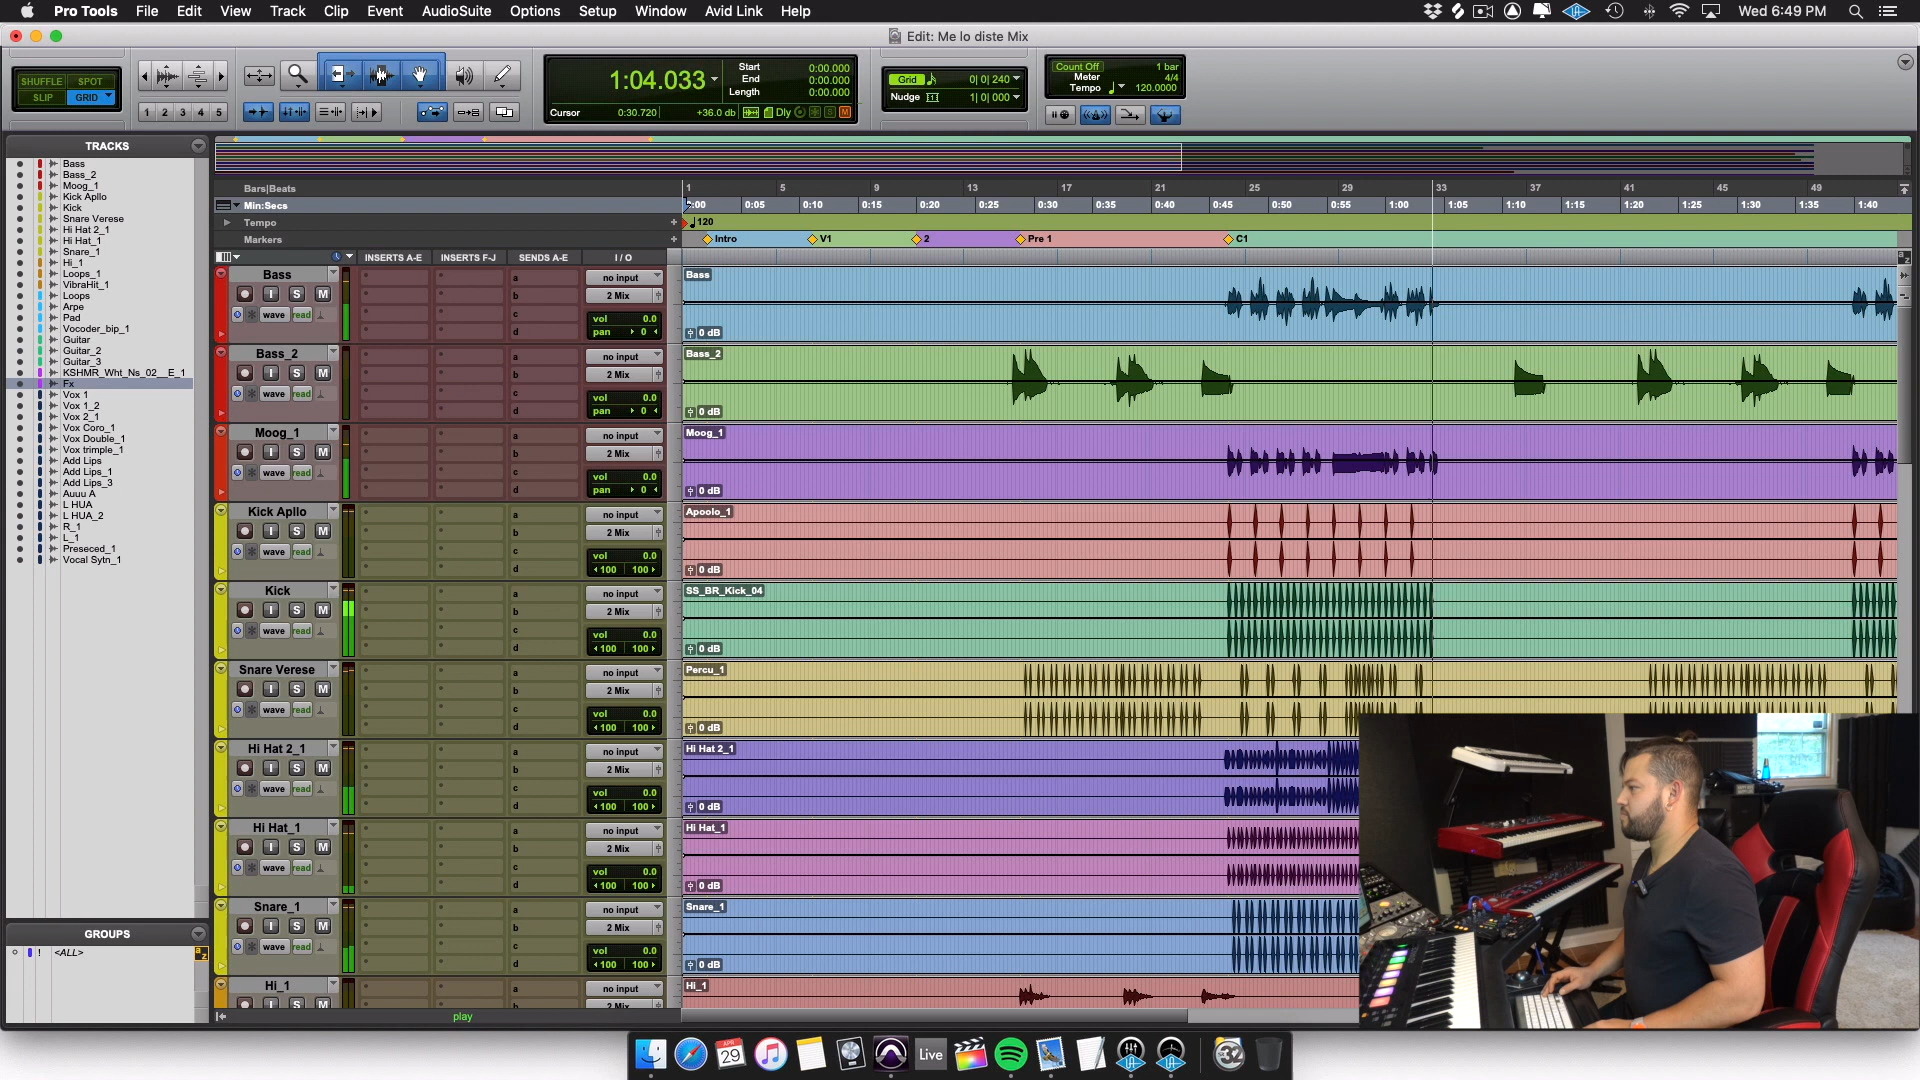 Pro Tools File Edit View Track Clip Event AudioSuite Options Setup Window Avid Link Help Wed 6:49 PM
Edit: Me lo diste Mix
SHUFFLE SPOT
SLIP GRID
1 2 3 4 5
1:04.033
Start 0:00.000
End 0:00.000
Length 0:00.000
Cursor 0:30.720 +36.0 db Dly S M
Grid 0| 0| 240
Nudge 1| 0| 000
Count Off 1 bar
Meter 4/4
Tempo 120.0000
TRACKS
Bass
Bass_2
Moog_1
Kick Apllo
Kick
Snare Verese
Hi Hat 2_1
Hi Hat_1
Snare_1
Hi_1
Loops_1
VibraHit_1
Loops
Arpe
Pad
Vocoder_bip_1
Guitar
Guitar_2
Guitar_3
KSHMR_Wht_Ns_02__E_1
Fx
Vox 1
Vox 1_2
Vox 2_1
Vox Coro_1
Vox Double_1
Vox trimple_1
Add Lips
Add Lips_1
Add Lips_3
Auuu A
L HUA
L HUA_2
R_1
L_1
Preseced_1
Vocal Sytn_1
GROUPS
! <ALL>
a z
Bars|Beats 1 5 9 13 17 21 25 29 33 37 41 45 49
Min:Secs 0:05 0:10 0:15 0:20 0:25 0:30 0:35 0:40 0:45 0:50 0:55 1:00 1:05 1:10 1:15 1:20 1:25 1:30 1:35 1:40
Tempo 120
Markers Intro V1 2 Pre 1 C1
INSERTS A-E INSERTS F-J SENDS A-E I / O
Bass
I S M
wave read
a b c d
no input
2 Mix
vol 0.0
pan 0
Bass
0 dB
Bass_2
I S M
wave read
a b c d
no input
2 Mix
vol 0.0
pan 0
Bass_2
0 dB
Moog_1
I S M
wave read
a b c d
no input
2 Mix
vol 0.0
pan 0
Moog_1
0 dB
Kick Apllo
I S M
wave read
a b c d
no input
2 Mix
vol 0.0
100 100
Apoolo_1
0 dB
Kick
I S M
wave read
a b c d
no input
2 Mix
vol 0.0
100 100
SS_BR_Kick_04
0 dB
Snare Verese
I S M
wave read
a b c d
no input
2 Mix
vol 0.0
100 100
Percu_1
0 dB
Hi Hat 2_1
I S M
wave read
a b c d
no input
2 Mix
vol 0.0
100 100
Hi Hat 2_1
0 dB
Hi Hat_1
I S M
wave read
a b c d
no input
2 Mix
vol 0.0
100 100
Hi Hat_1
0 dB
Snare_1
I S M
wave read
a b c d
no input
2 Mix
vol 0.0
100 100
Snare_1
0 dB
Hi_1
I S M
a b
no input
2 Mix
Hi_1
play
APR 29
Live
32